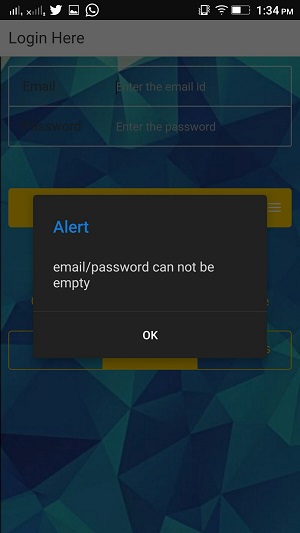 1:34 PM
Login Here
Email Enter the email id
Password Enter the password
Alert
email/password can not be
empty
OK